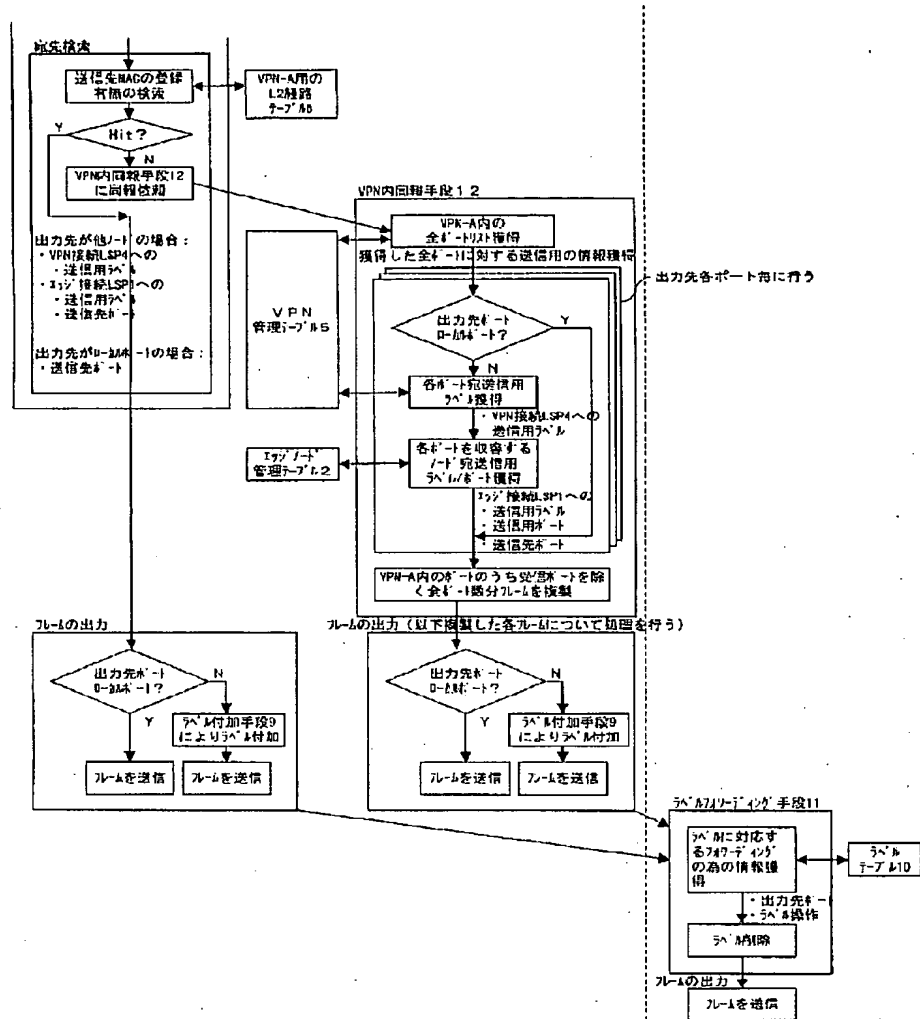 宛先検索
送信先MACの登録
有無の検索
VPN-A用の
L2経路
テーブル8
Hit?
Y
N
VPN内同報手段12
に同報依頼
出力先が他ノードの場合：
・VPN接続LSP4への
・送信用ラベル
・エッジ接続LSP1への
・送信用ラベル
・送信先ポート
出力先がローカルポートの場合：
・送信先ポート
VPN
管理テーブル5
エッジノード
管理テーブル2
VPN内同報手段12
VPN-A内の
全ポートリスト獲得
獲得した全ポートに対する送信用の情報獲得
出力先各ポート毎に行う
出力先ポート
ローカルポート?
Y
N
各ポート宛送信用
ラベル獲得
・VPN接続LSP4への
送信用ラベル
各ポートを収容する
ノード宛送信用
ラベル/ポート獲得
エッジ接続LSP1への
・送信用ラベル
・送信用ポート
・送信先ポート
VPN-A内のポートのうち受信ポートを除
く全ポート数分フレームを複製
フレームの出力
出力先ポート
ローカルポート?
N
Y
ラベル付加手段9
によりラベル付加
フレームを送信
フレームを送信
フレームの出力（以下複製した各フレームについて処理を行う）
出力先ポート
ローカルポート?
N
Y
ラベル付加手段9
によりラベル付加
フレームを送信
フレームを送信
ラベルフォワーディング手段11
ラベルに対応す
るフォワーディング
の為の情報獲
得
ラベル
テーブル10
・出力先ポート
・ラベル操作
ラベル削除
フレームの出力
フレームを送信